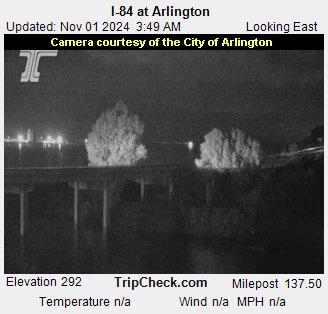 I-84 at Arlington
Updated: Nov 01 2024 3:49 AM Looking East
Camera courtesy of the City of Arlington
Elevation 292 TripCheck.com Milepost 137.50
Temperature n/a Wind n/a MPH n/a